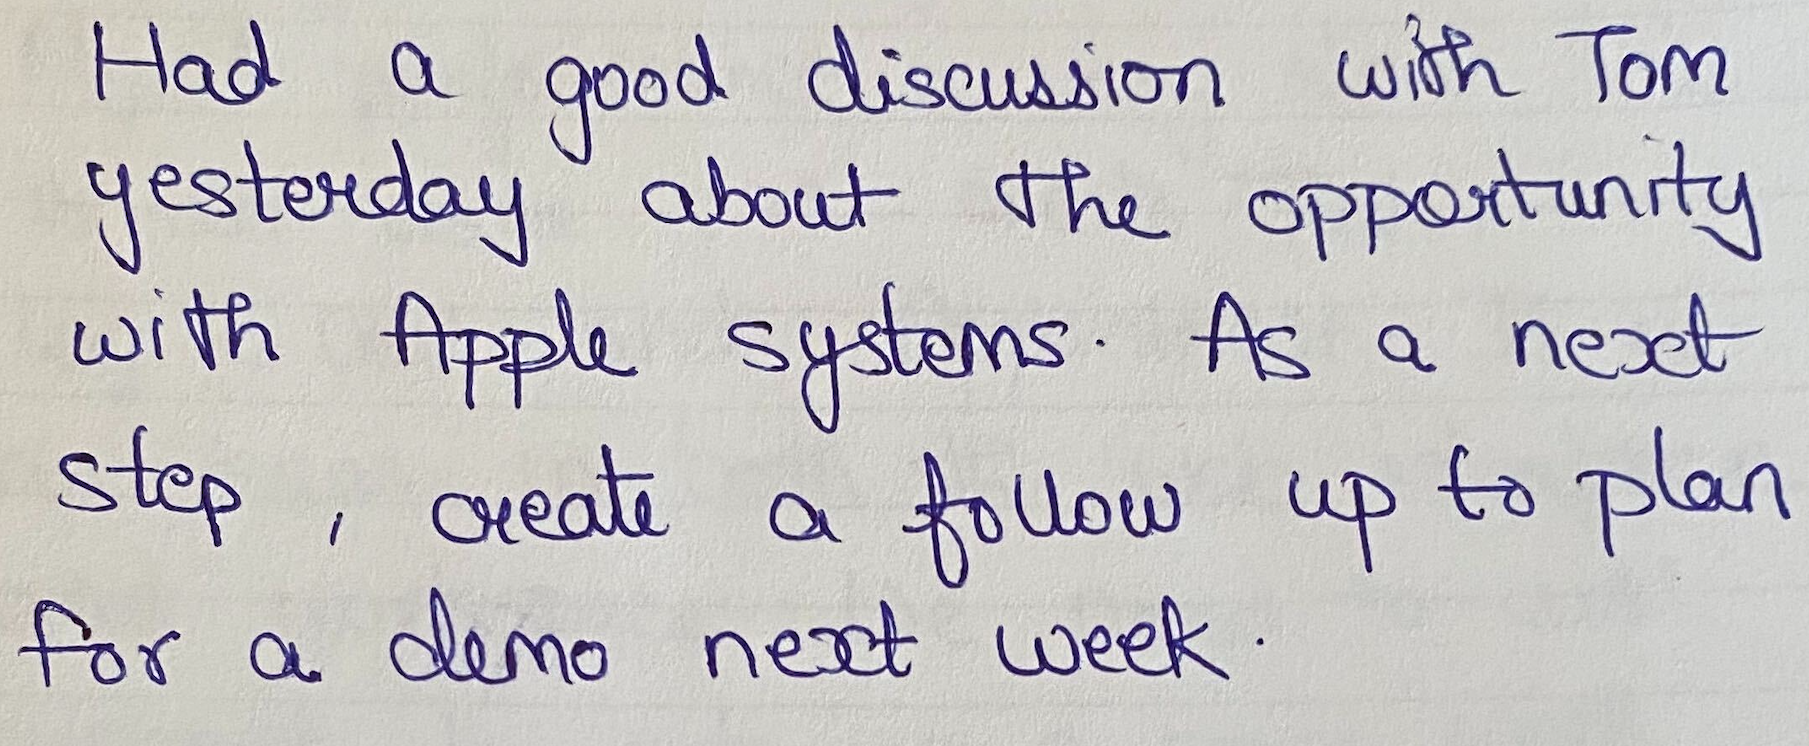 Had a good discussion with Tom
yesterday about the opportunity
with Apple systems. As a next
step, create a follow up to plan
for a demo next week.